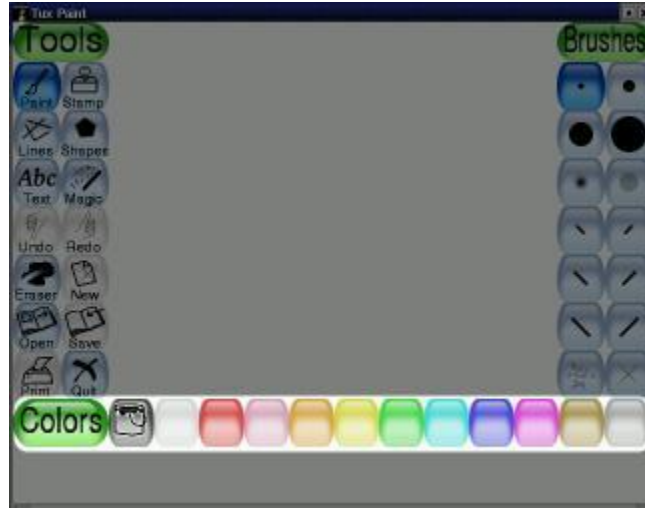 Tux Paint
Tools
Brushes
Paint Stamp
Lines Shapes
Abc
Text Magic
Undo Redo
Eraser New
Open Save
Print Quit
Colors